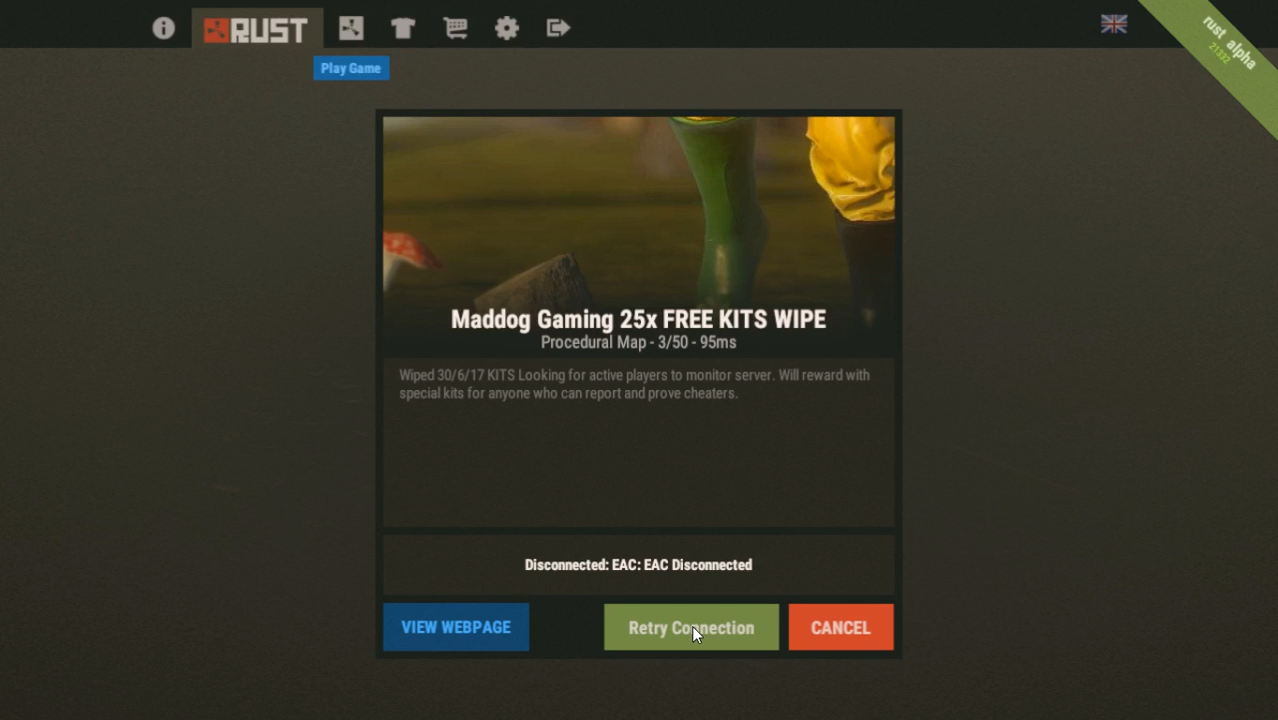 RUST
rust alpha
21332
Play Game
Maddog Gaming 25x FREE KITS WIPE
Procedural Map - 3/50 - 95ms
Wiped 30/6/17 KITS Looking for active players to monitor server. Will reward with
special kits for anyone who can report and prove cheaters.
Disconnected: EAC: EAC Disconnected
VIEW WEBPAGE
Retry Connection
CANCEL